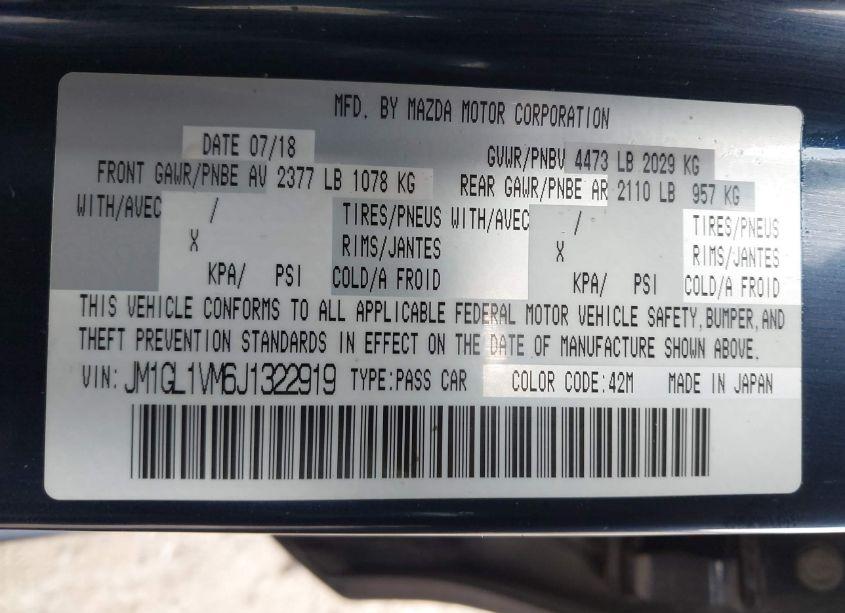 MFD. BY MAZDA MOTOR CORPORATION
DATE 07/18 GVWR/PNBV 4473 LB 2029 KG
FRONT GAWR/PNBE AV 2377 LB 1078 KG REAR GAWR/PNBE AR 2110 LB 957 KG
WITH/AVEC / TIRES/PNEUS WITH/AVEC / TIRES/PNEUS
X RIMS/JANTES X RIMS/JANTES
KPA/ PSI COLD/A FROID KPA/ PSI COLD/A FROID
THIS VEHICLE CONFORMS TO ALL APPLICABLE FEDERAL MOTOR VEHICLE SAFETY,BUMPER,AND
THEFT PREVENTION STANDARDS IN EFFECT ON THE DATE OF MANUFACTURE SHOWN ABOVE.
VIN: JM1GL1VM6J1322919 TYPE:PASS CAR COLOR CODE:42M MADE IN JAPAN